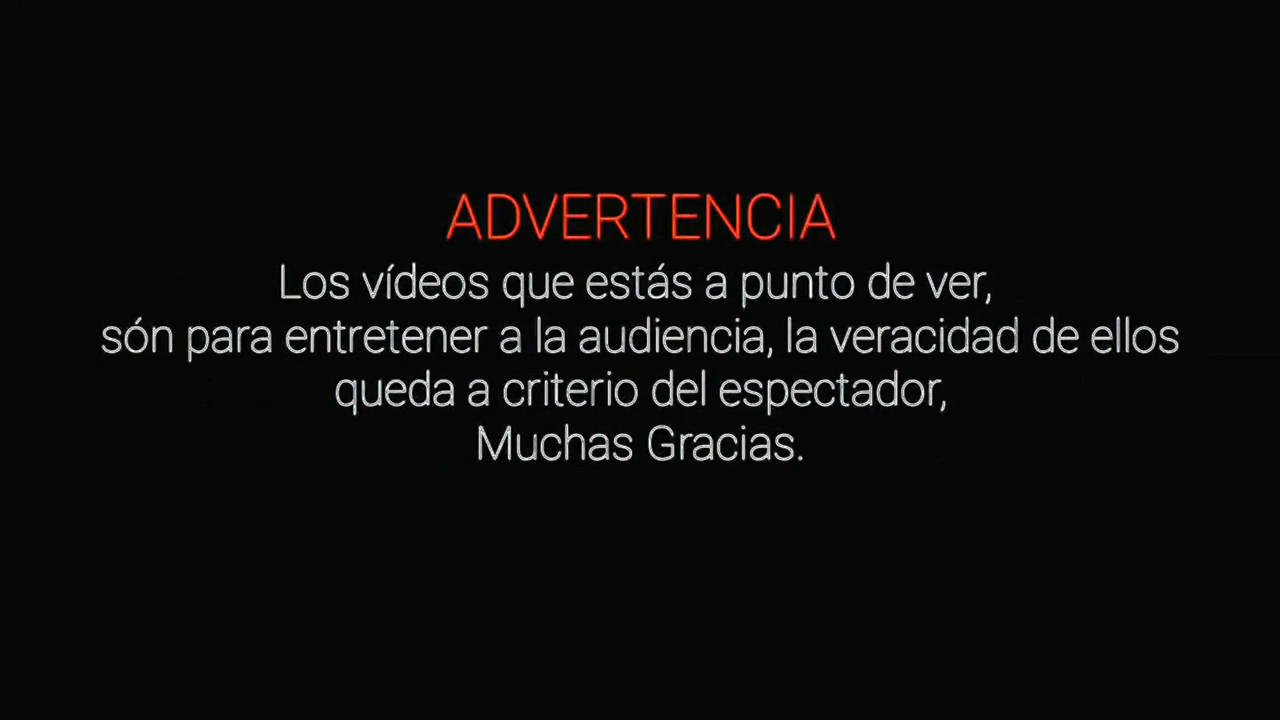 ADVERTENCIA
Los vídeos que estás a punto de ver,
són para entretener a la audiencia, la veracidad de ellos
queda a criterio del espectador,
Muchas Gracias.